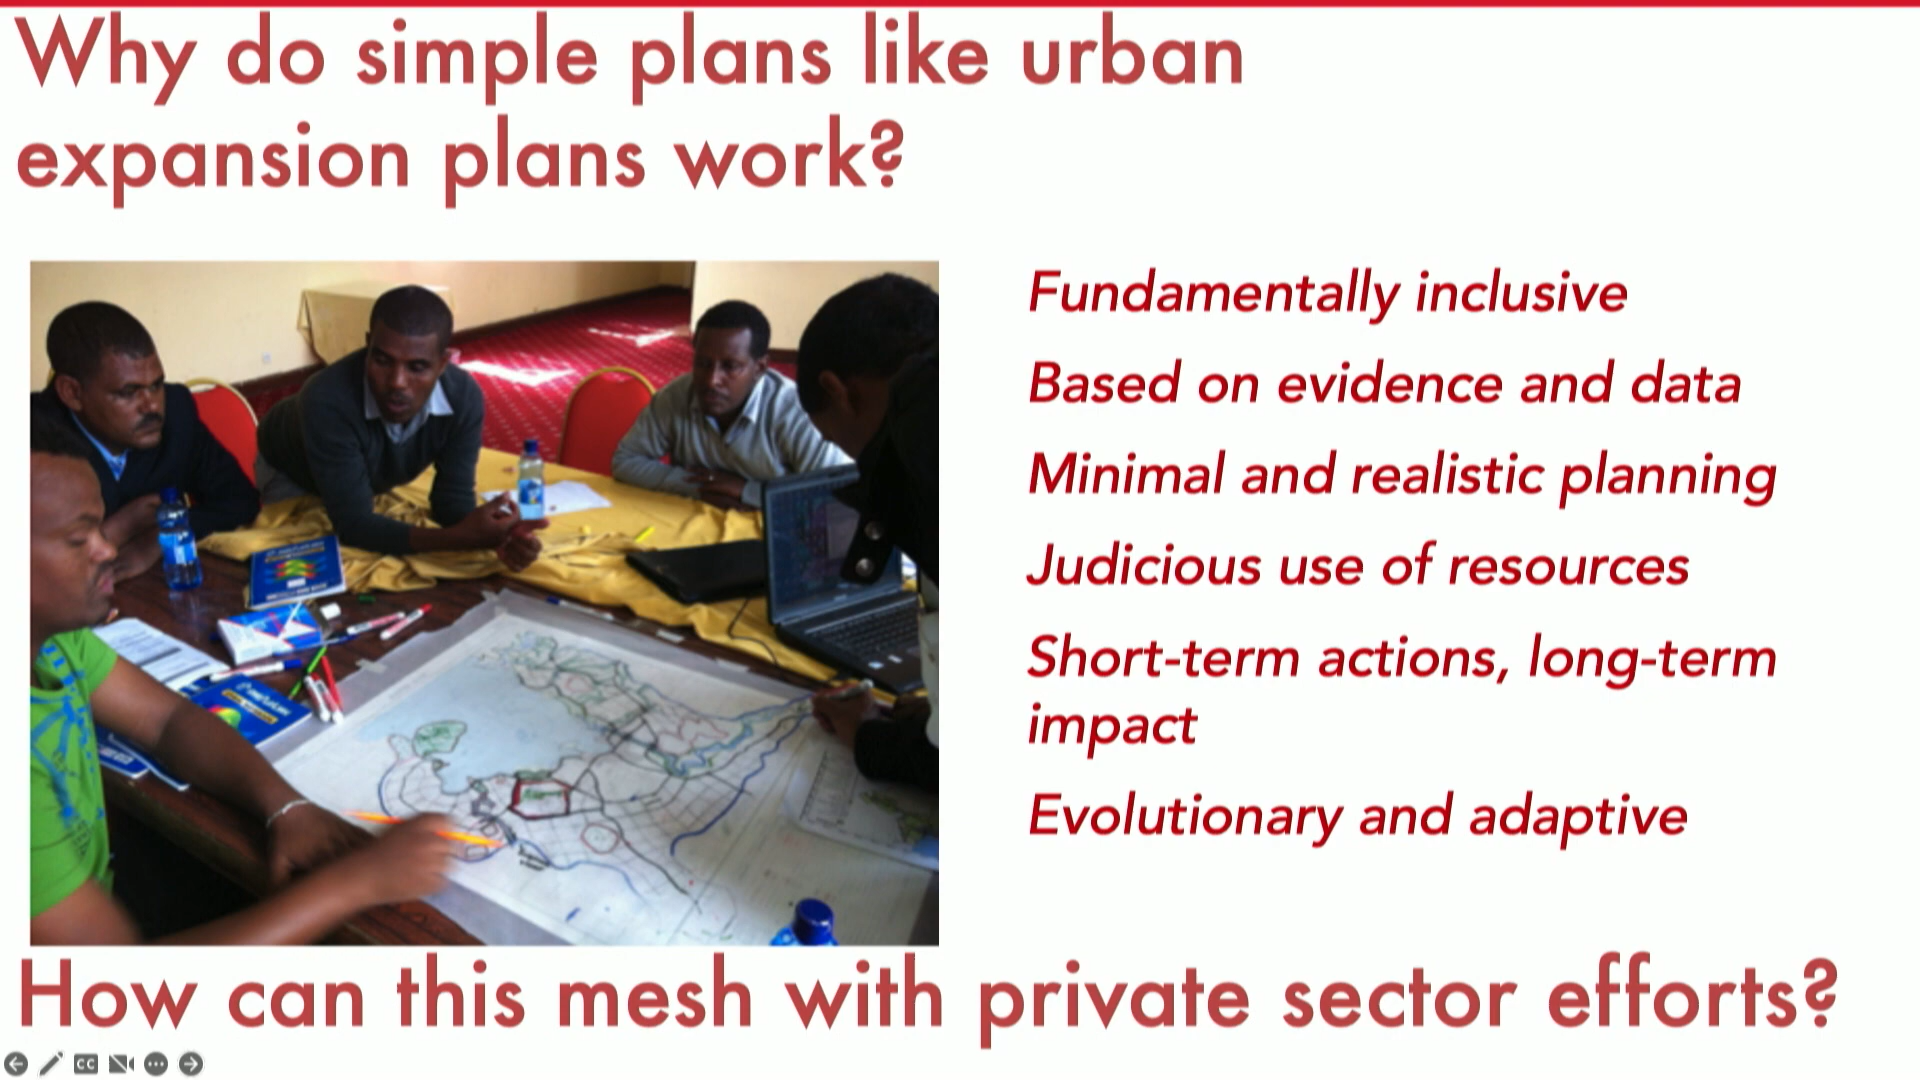 Why do simple plans like urban
expansion plans work?
Fundamentally inclusive
Based on evidence and data
Minimal and realistic planning
Judicious use of resources
Short-term actions, long-term
impact
Evolutionary and adaptive
How can this mesh with private sector efforts?
CC